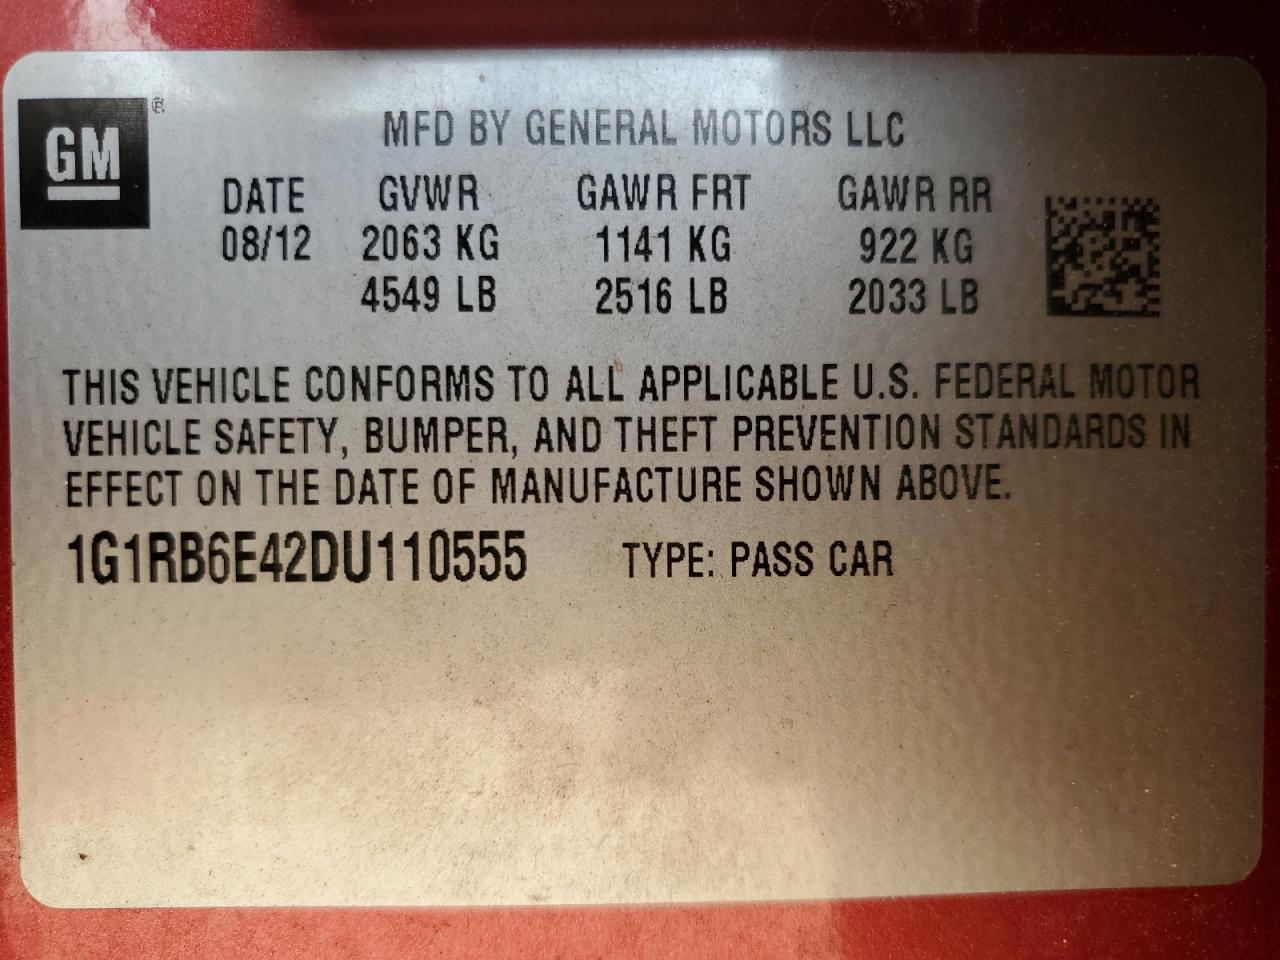 GM ®
MFD BY GENERAL MOTORS LLC
DATE GVWR GAWR FRT GAWR RR
08/12 2063 KG 1141 KG 922 KG
4549 LB 2516 LB 2033 LB
THIS VEHICLE CONFORMS TO ALL APPLICABLE U.S. FEDERAL MOTOR
VEHICLE SAFETY, BUMPER, AND THEFT PREVENTION STANDARDS IN
EFFECT ON THE DATE OF MANUFACTURE SHOWN ABOVE.
1G1RB6E42DU110555 TYPE: PASS CAR